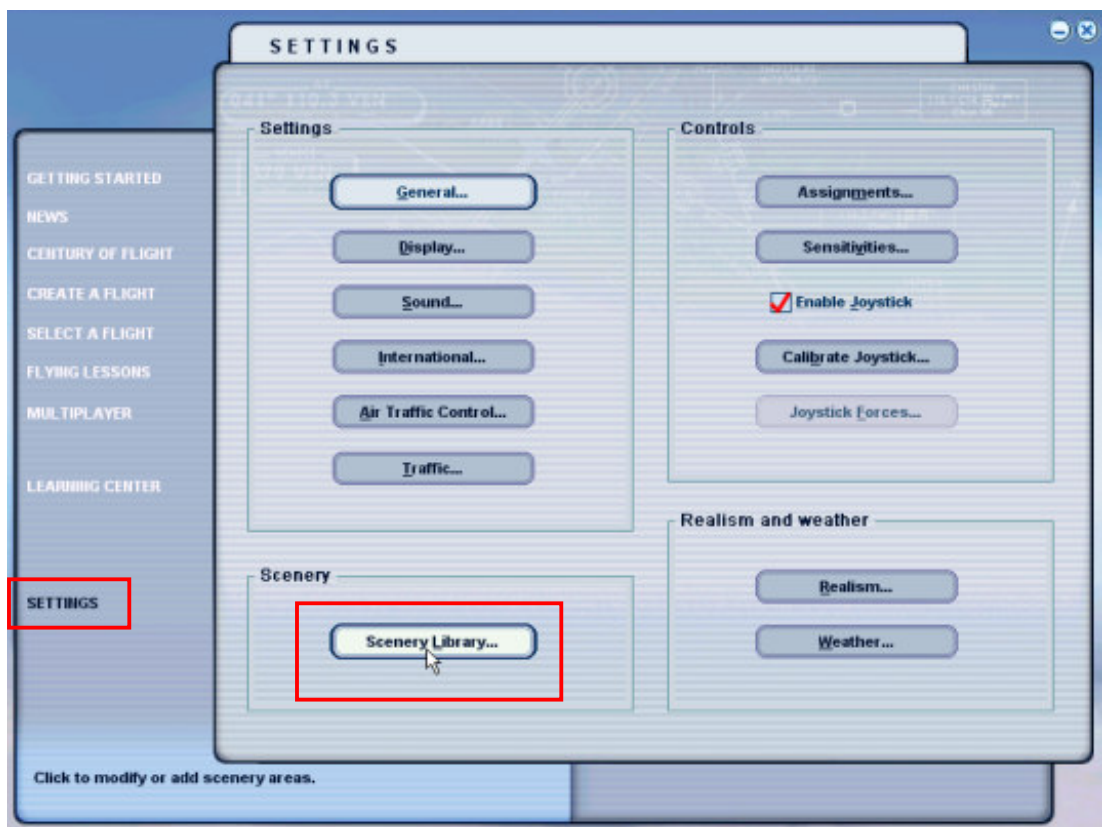 SETTINGS
Settings
General...
Display...
Sound...
International...
Air Traffic Control...
Traffic...
Controls
Assignments...
Sensitivities...
Enable Joystick
Calibrate Joystick...
Joystick Forces...
Realism and weather
Realism...
Weather...
Scenery
Scenery Library...
GETTING STARTED
NEWS
CENTURY OF FLIGHT
CREATE A FLIGHT
SELECT A FLIGHT
FLYING LESSONS
MULTIPLAYER
LEARNING CENTER
SETTINGS
Click to modify or add scenery areas.